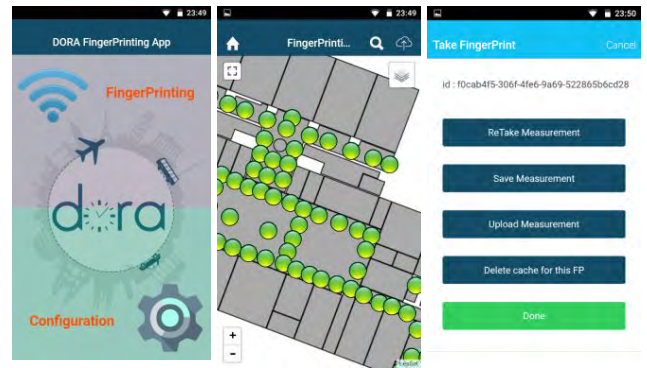 23:49
DORA FingerPrinting App
FingerPrinting
dora
Configuration
23:49
FingerPrinti...
+
-
Leaflet
23:50
Take FingerPrint
Cancel
id : f0cab4f5-306f-4fe6-9a69-522865b6cd28
ReTake Measurement
Save Measurement
Upload Measurement
Delete cache for this FP
Done